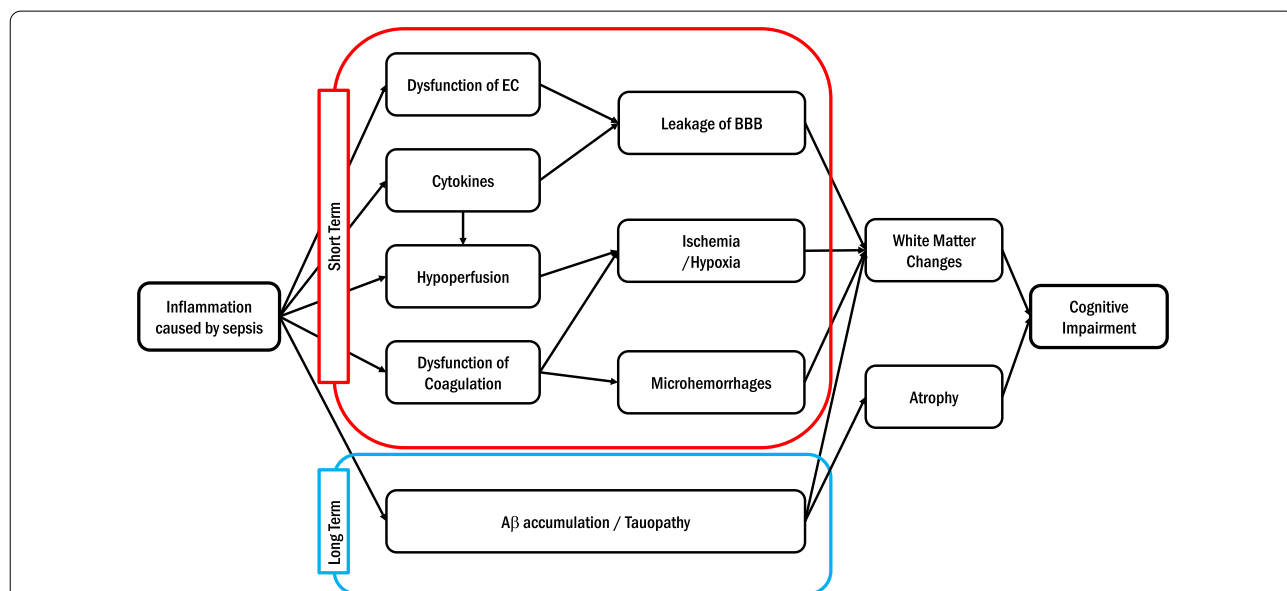 Inflammation
caused by sepsis
Short Term
Dysfunction of EC
Cytokines
Hypoperfusion
Dysfunction of
Coagulation
Leakage of BBB
Ischemia
/Hypoxia
Microhemorrhages
Long Term
Aβ accumulation / Tauopathy
White Matter
Changes
Atrophy
Cognitive
Impairment